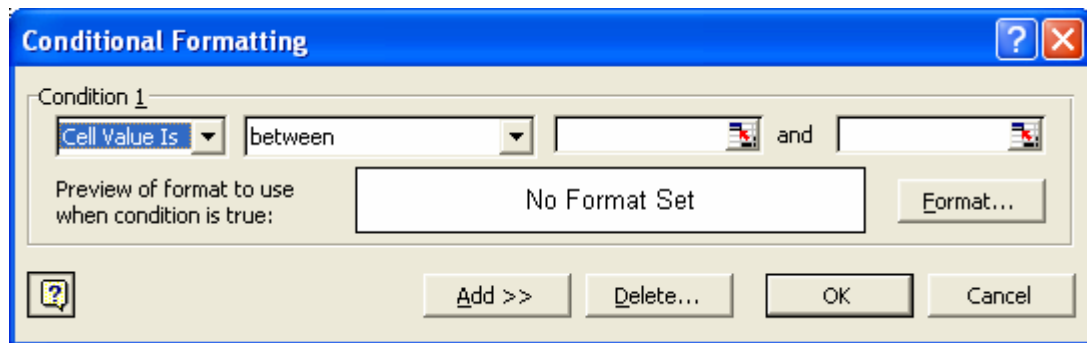 Conditional Formatting
Condition 1
Cell Value Is between and
Preview of format to use
when condition is true:
No Format Set
Format...
Add >> Delete... OK Cancel